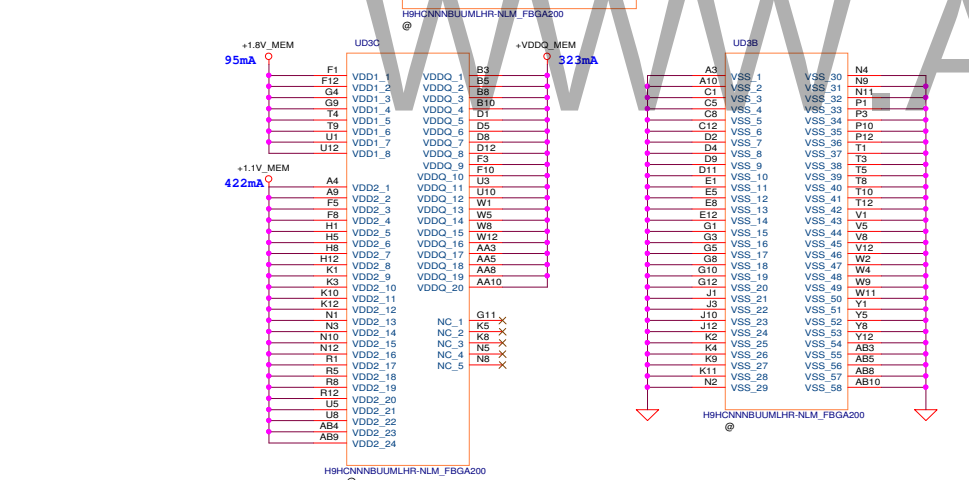 H9HCNNNBUUMLHR-NLM_FBGA200
@
WWW.A
+1.8V_MEM
95mA
UD3C
+VDDQ_MEM
323mA
F1 VDD1_1
F12 VDD1_2
G4 VDD1_3
G9 VDD1_4
T4 VDD1_5
T9 VDD1_6
U1 VDD1_7
U12 VDD1_8
+1.1V_MEM
422mA
A4 VDD2_1
A9 VDD2_2
F5 VDD2_3
F8 VDD2_4
H1 VDD2_5
H5 VDD2_6
H8 VDD2_7
H12 VDD2_8
K1 VDD2_9
K3 VDD2_10
K10 VDD2_11
K12 VDD2_12
N1 VDD2_13
N3 VDD2_14
N10 VDD2_15
N12 VDD2_16
R1 VDD2_17
R5 VDD2_18
R8 VDD2_19
R12 VDD2_20
U5 VDD2_21
U8 VDD2_22
AB4 VDD2_23
AB9 VDD2_24
VDDQ_1 B3
VDDQ_2 B5
VDDQ_3 B8
VDDQ_4 B10
VDDQ_5 D1
VDDQ_6 D5
VDDQ_7 D8
VDDQ_8 D12
VDDQ_9 F3
VDDQ_10 F10
VDDQ_11 U3
VDDQ_12 U10
VDDQ_13 W1
VDDQ_14 W5
VDDQ_15 W8
VDDQ_16 W12
VDDQ_17 AA3
VDDQ_18 AA5
VDDQ_19 AA8
VDDQ_20 AA10
NC_1 G11
NC_2 K5
NC_3 K8
NC_4 N5
NC_5 N8
H9HCNNNBUUMLHR-NLM_FBGA200
UD3B
A3 VSS_1
A10 VSS_2
C1 VSS_3
C5 VSS_4
C8 VSS_5
C12 VSS_6
D2 VSS_7
D4 VSS_8
D9 VSS_9
D11 VSS_10
E1 VSS_11
E5 VSS_12
E8 VSS_13
E12 VSS_14
G1 VSS_15
G3 VSS_16
G5 VSS_17
G8 VSS_18
G10 VSS_19
G12 VSS_20
J1 VSS_21
J3 VSS_22
J10 VSS_23
J12 VSS_24
K2 VSS_25
K4 VSS_26
K9 VSS_27
K11 VSS_28
N2 VSS_29
VSS_30 N4
VSS_31 N9
VSS_32 N11
VSS_33 P1
VSS_34 P3
VSS_35 P10
VSS_36 P12
VSS_37 T1
VSS_38 T3
VSS_39 T5
VSS_40 T8
VSS_41 T10
VSS_42 T12
VSS_43 V1
VSS_44 V5
VSS_45 V8
VSS_46 V12
VSS_47 W2
VSS_48 W4
VSS_49 W9
VSS_50 W11
VSS_51 Y1
VSS_52 Y5
VSS_53 Y8
VSS_54 Y12
VSS_55 AB3
VSS_56 AB5
VSS_57 AB8
VSS_58 AB10
H9HCNNNBUUMLHR-NLM_FBGA200
@